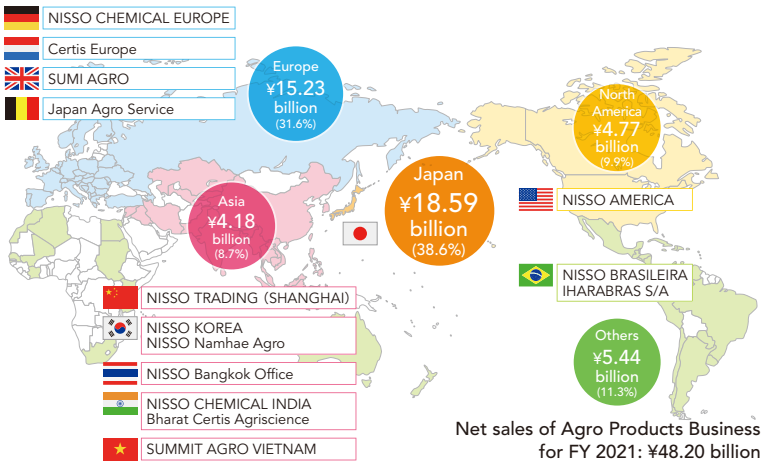 NISSO CHEMICAL EUROPE
Certis Europe
SUMI AGRO
Japan Agro Service
Europe
¥15.23
billion
(31.6%)
North
America
¥4.77
billion
(9.9%)
Japan
¥18.59
billion
(38.6%)
Asia
¥4.18
billion
(8.7%)
NISSO AMERICA
NISSO BRASILEIRA
IHARABRAS S/A
NISSO TRADING (SHANGHAI)
NISSO KOREA
NISSO Namhae Agro
NISSO Bangkok Office
NISSO CHEMICAL INDIA
Bharat Certis Agriscience
SUMMIT AGRO VIETNAM
Others
¥5.44
billion
(11.3%)
Net sales of Agro Products Business
for FY 2021: ¥48.20 billion